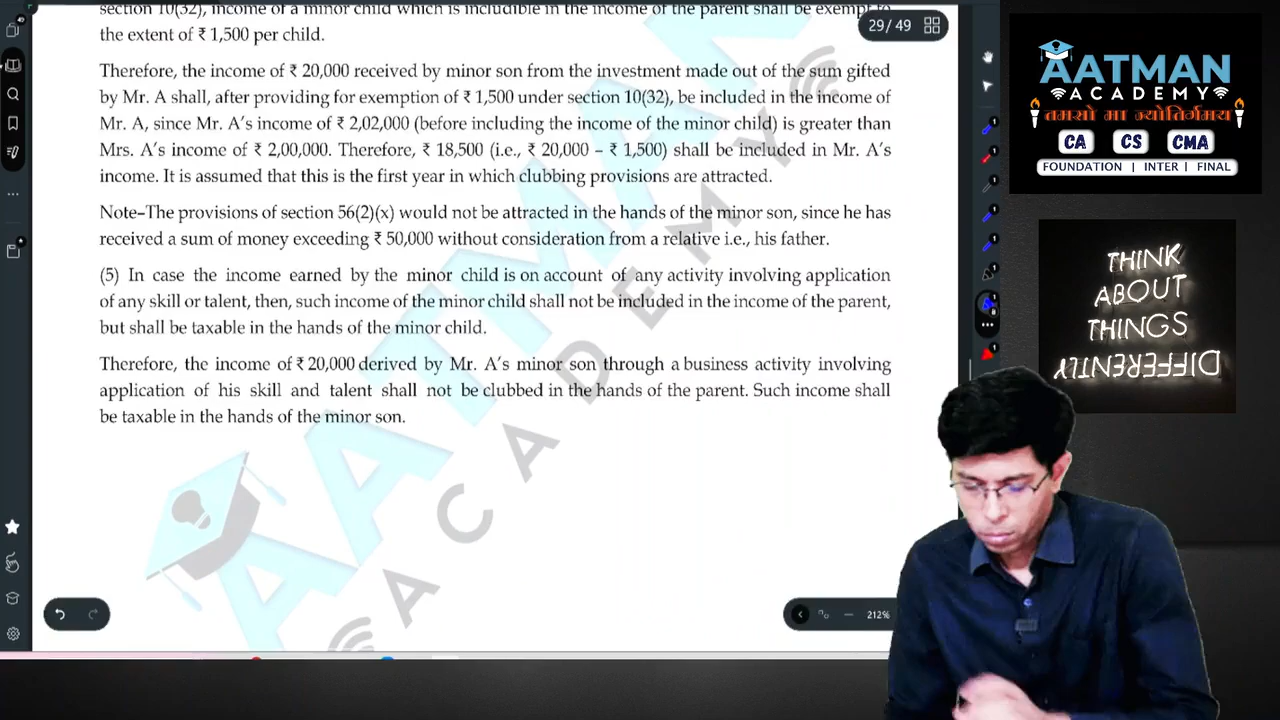 section 10(32), income of a minor child which is includible in the income of the parent shall be exempt to
the extent of ₹ 1,500 per child.
Therefore, the income of ₹ 20,000 received by minor son from the investment made out of the sum gifted
by Mr. A shall, after providing for exemption of ₹ 1,500 under section 10(32), be included in the income of
Mr. A, since Mr. A’s income of ₹ 2,02,000 (before including the income of the minor child) is greater than
Mrs. A’s income of ₹ 2,00,000. Therefore, ₹ 18,500 (i.e., ₹ 20,000 – ₹ 1,500) shall be included in Mr. A’s
income. It is assumed that this is the first year in which clubbing provisions are attracted.
Note–The provisions of section 56(2)(x) would not be attracted in the hands of the minor son, since he has
received a sum of money exceeding ₹ 50,000 without consideration from a relative i.e., his father.
(5) In case the income earned by the minor child is on account of any activity involving application
of any skill or talent, then, such income of the minor child shall not be included in the income of the parent,
but shall be taxable in the hands of the minor child.
Therefore, the income of ₹ 20,000 derived by Mr. A’s minor son through a business activity involving
application of his skill and talent shall not be clubbed in the hands of the parent. Such income shall
be taxable in the hands of the minor son.
AATMAN
ACADEMY
29/49
212%
AATMAN
ACADEMY
तमसो मा ज्योतिर्गमय
CA CS CMA
FOUNDATION | INTER | FINAL
THINK
ABOUT
THINGS
DIFFERENTLY